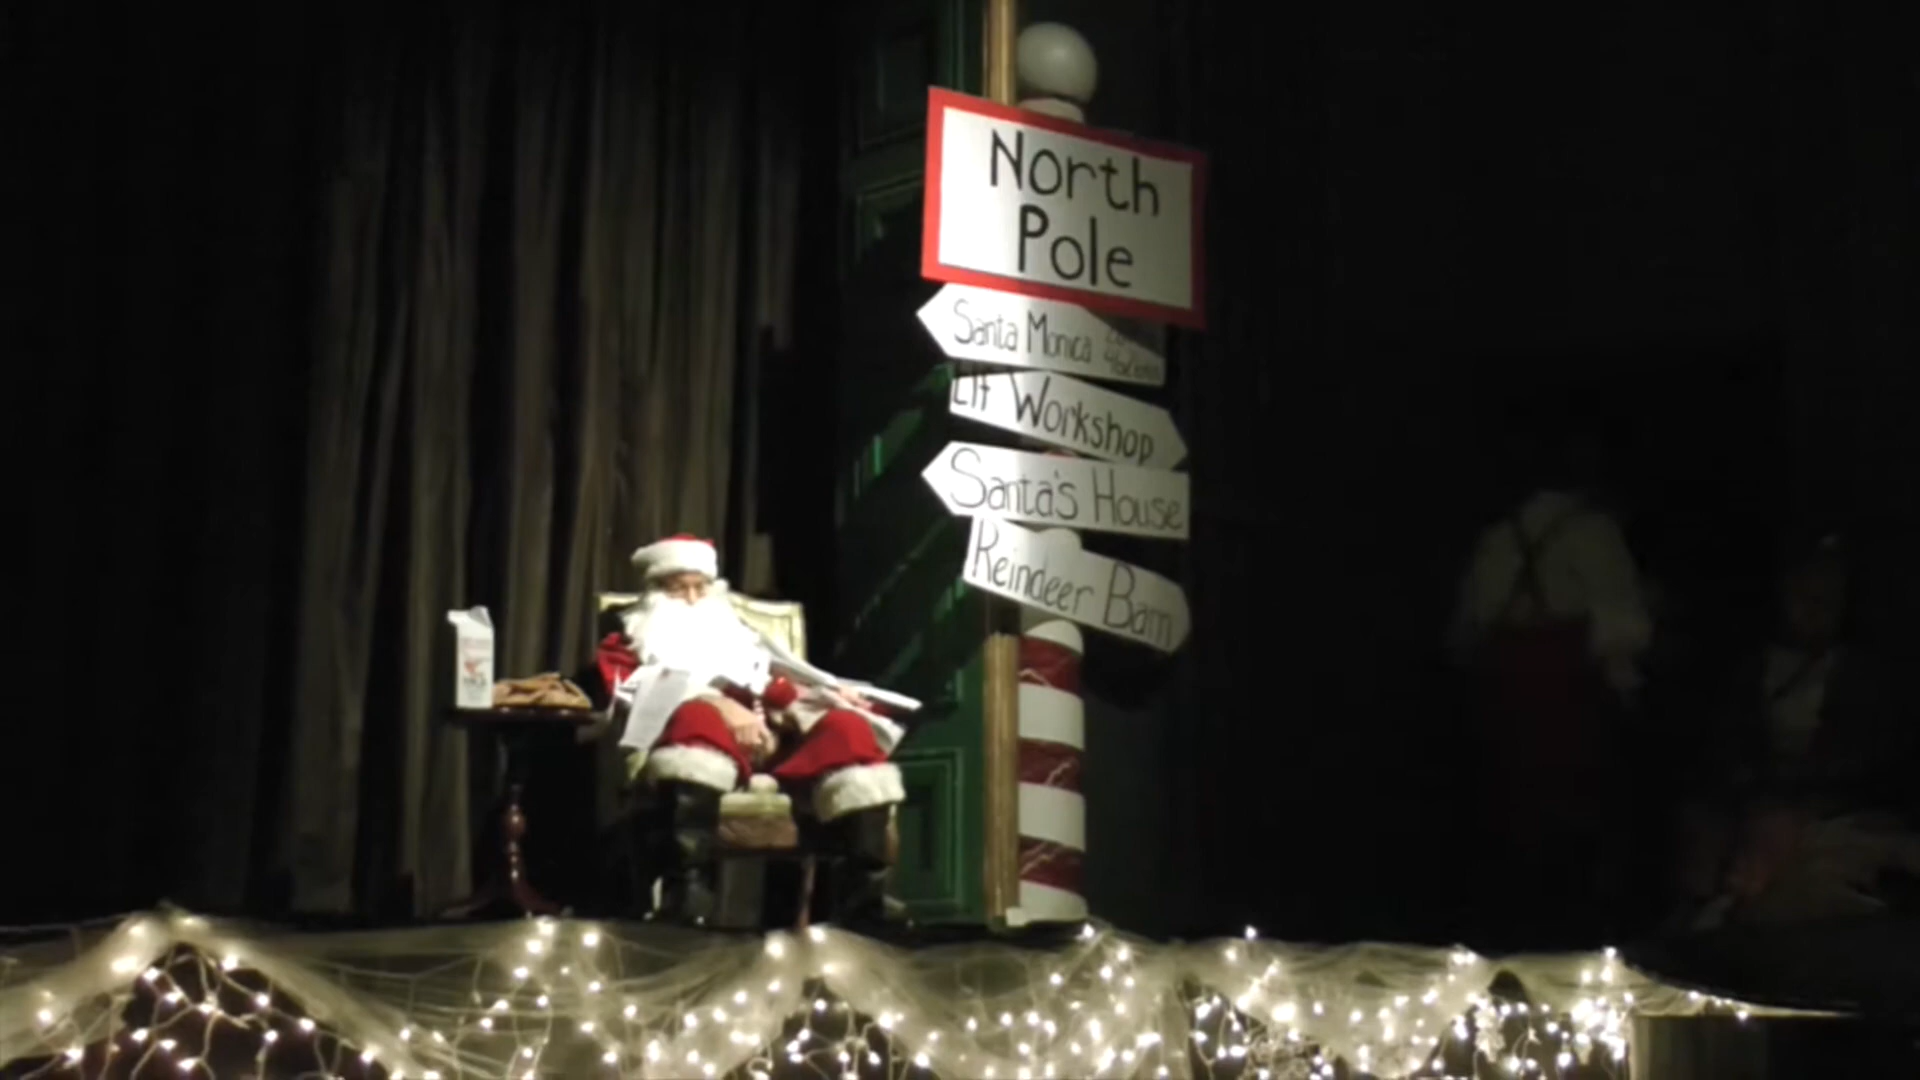 North
Pole
Santa Monica
Elf Workshop
Santa's House
Reindeer Barn